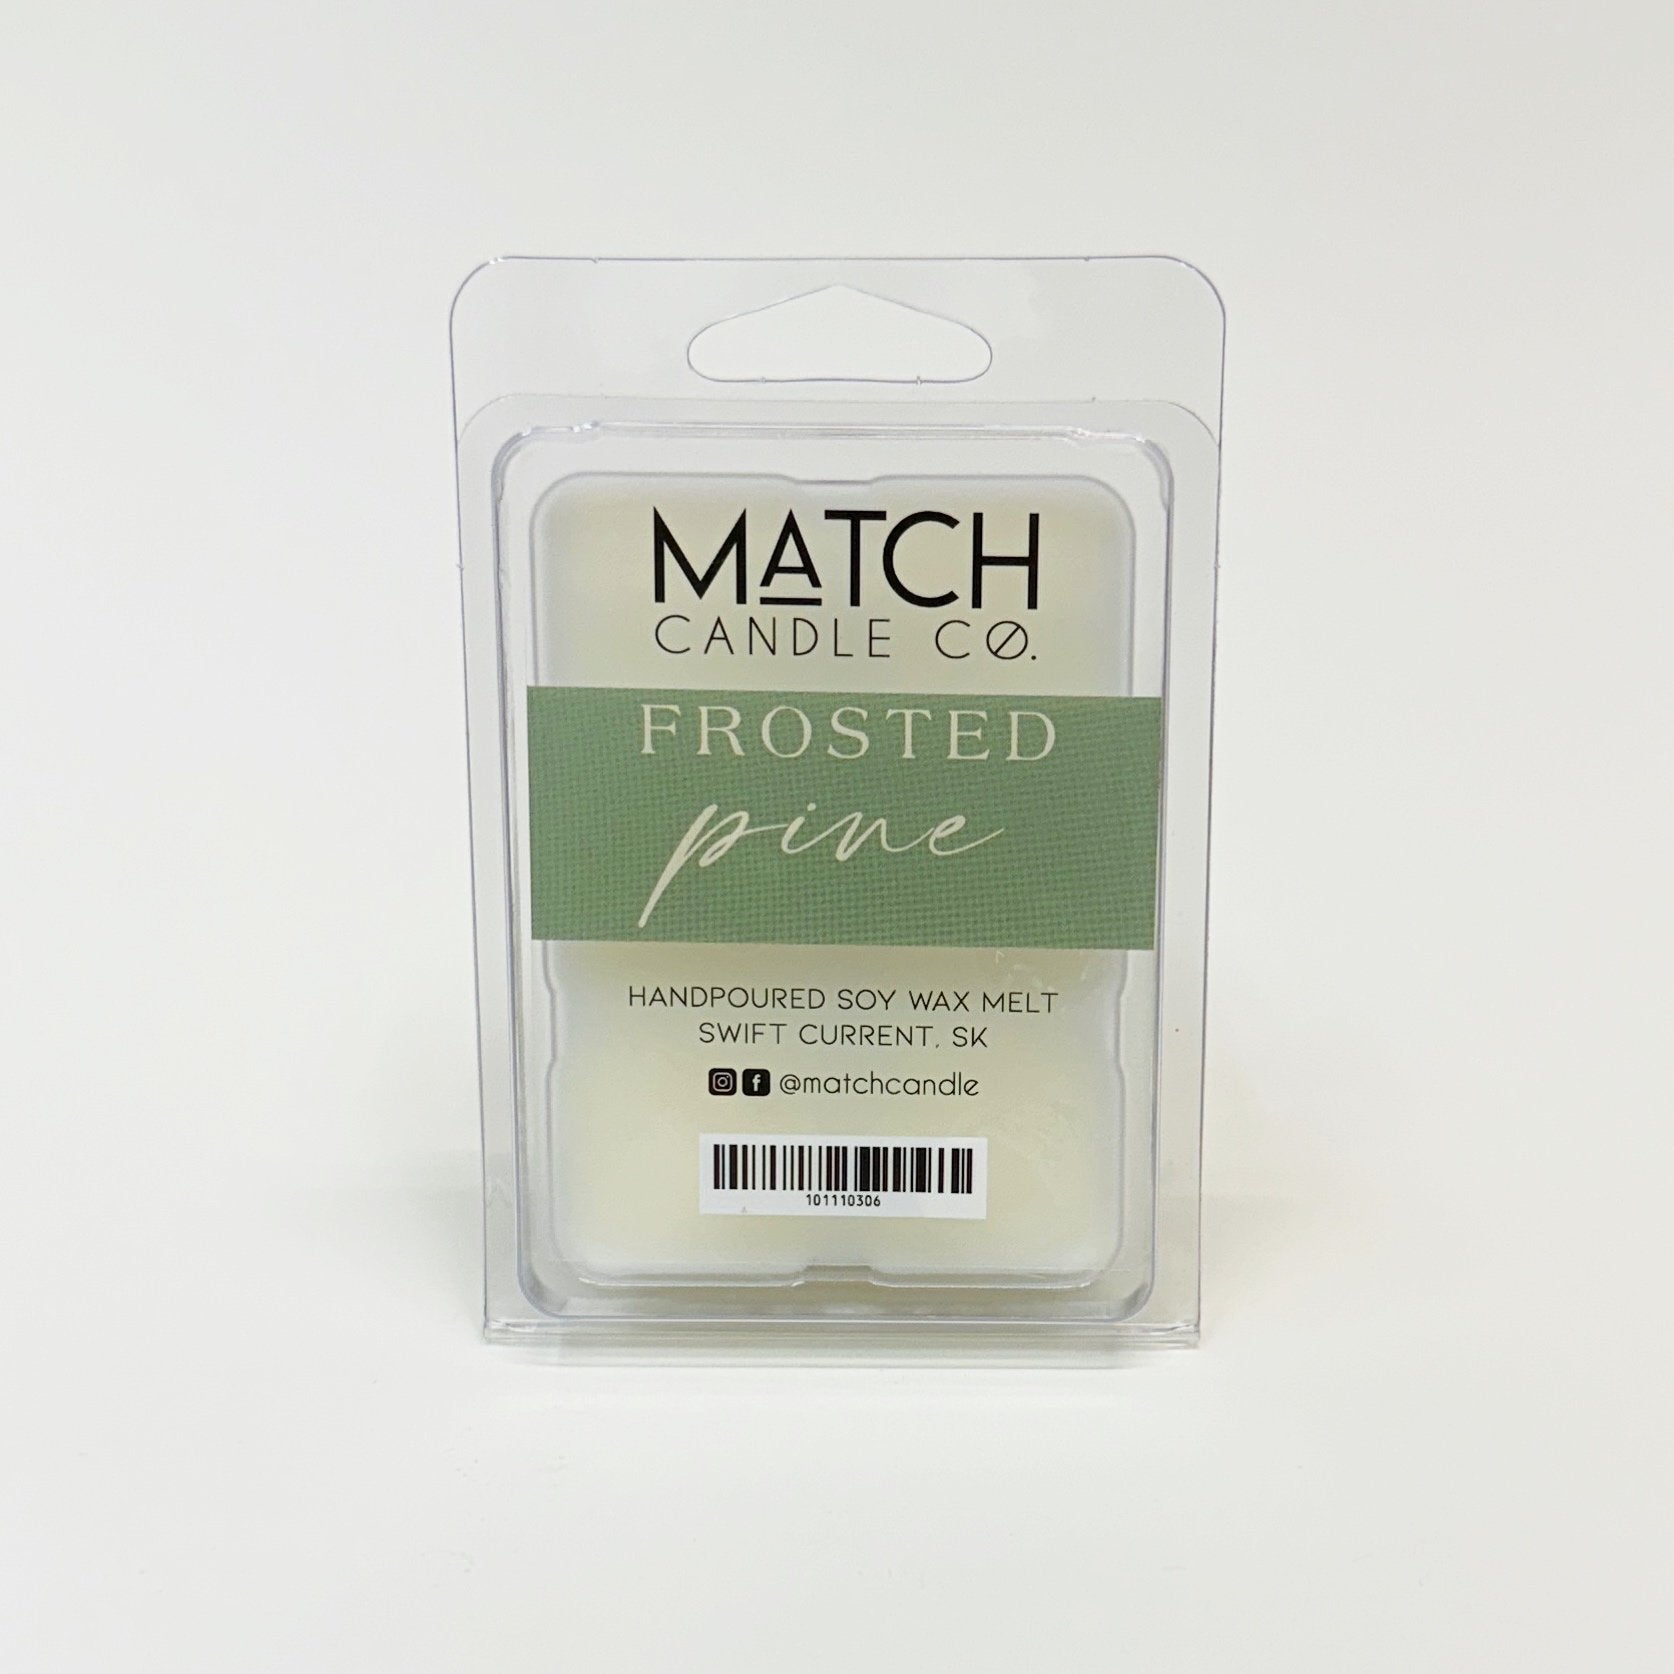 MATCH
CANDLE CO.
FROSTED
pine
HANDPOURED SOY WAX MELT
SWIFT CURRENT, SK
@matchcandle
101110306